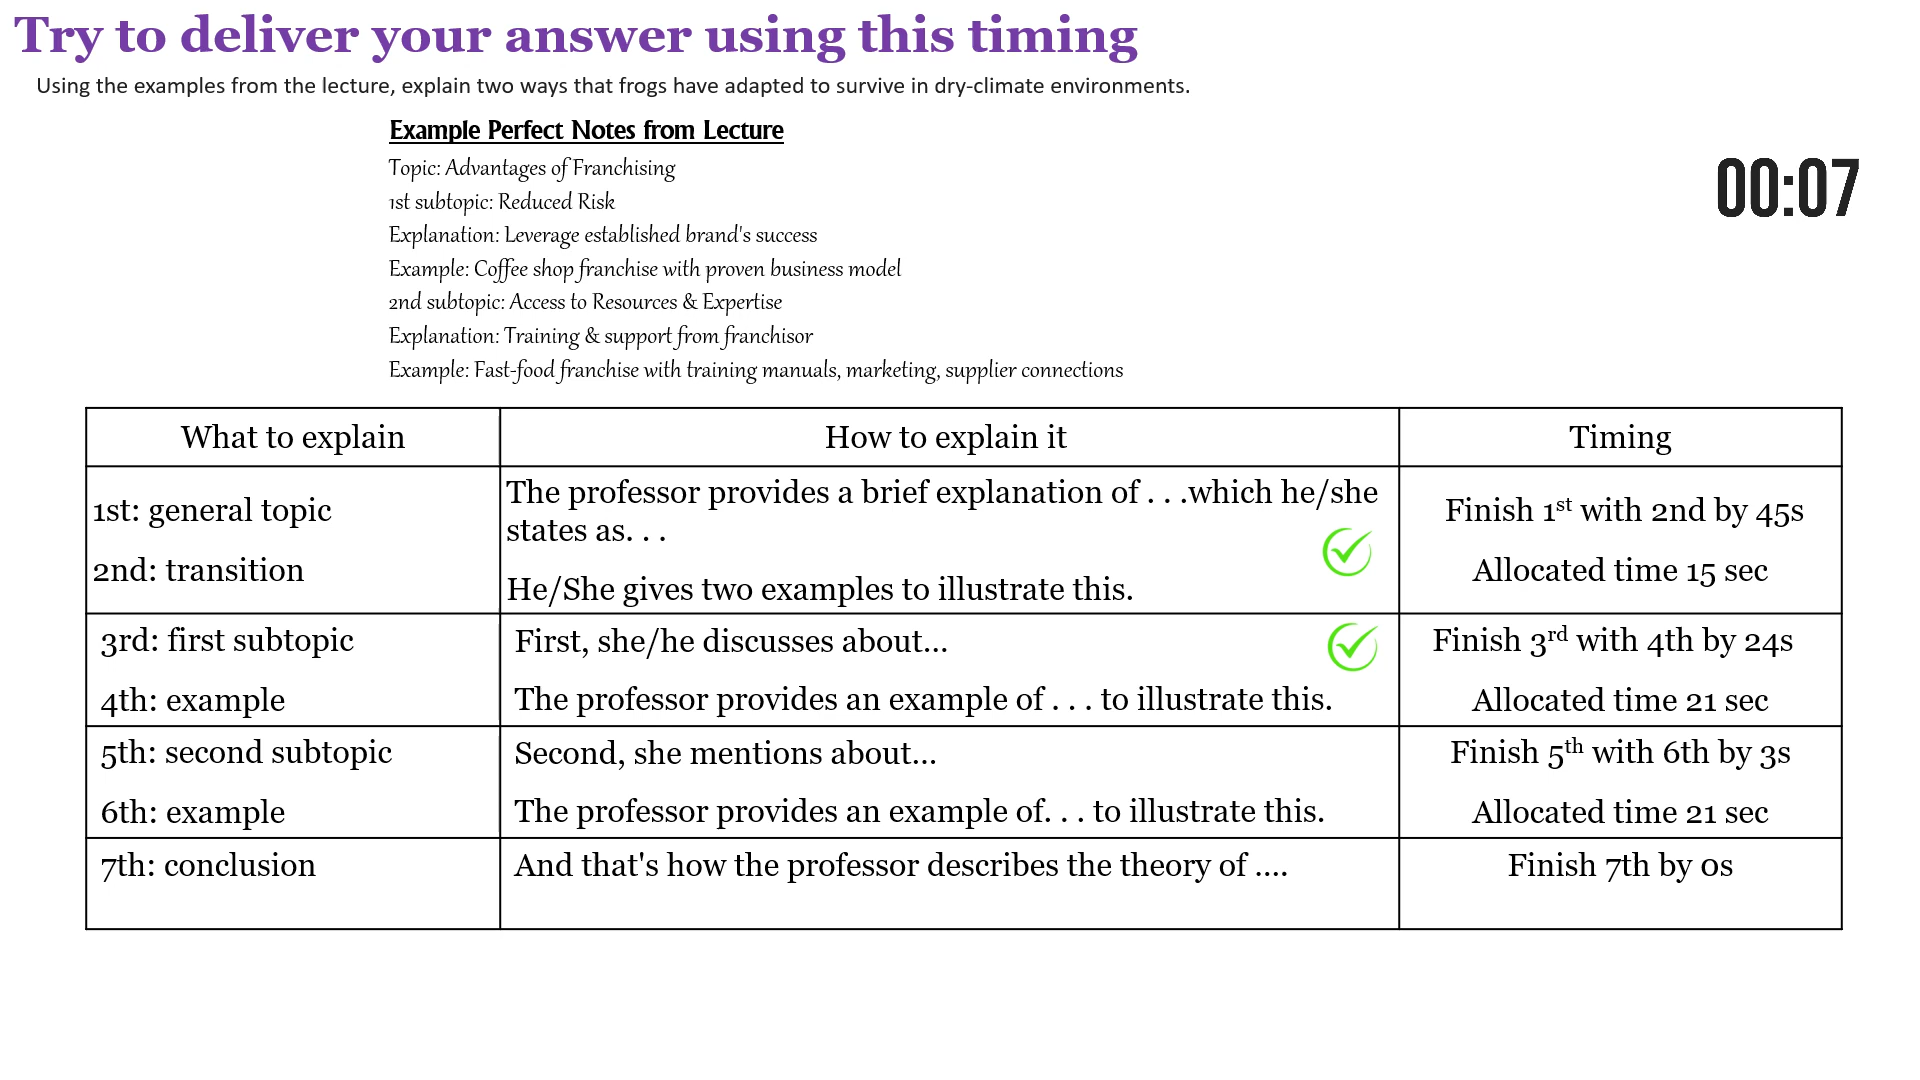 Try to deliver your answer using this timing
Using the examples from the lecture, explain two ways that frogs have adapted to survive in dry-climate environments.
Example Perfect Notes from Lecture
Topic: Advantages of Franchising
1st subtopic: Reduced Risk
Explanation: Leverage established brand's success
Example: Coffee shop franchise with proven business model
2nd subtopic: Access to Resources & Expertise
Explanation: Training & support from franchisor
Example: Fast-food franchise with training manuals, marketing, supplier connections
00:07
What to explain
How to explain it
Timing
1st: general topic
2nd: transition
The professor provides a brief explanation of . . .which he/she
states as. . .
He/She gives two examples to illustrate this.
Finish 1st with 2nd by 45s
Allocated time 15 sec
3rd: first subtopic
4th: example
First, she/he discusses about...
The professor provides an example of . . . to illustrate this.
Finish 3rd with 4th by 24s
Allocated time 21 sec
5th: second subtopic
6th: example
Second, she mentions about...
The professor provides an example of. . . to illustrate this.
Finish 5th with 6th by 3s
Allocated time 21 sec
7th: conclusion
And that's how the professor describes the theory of ....
Finish 7th by 0s